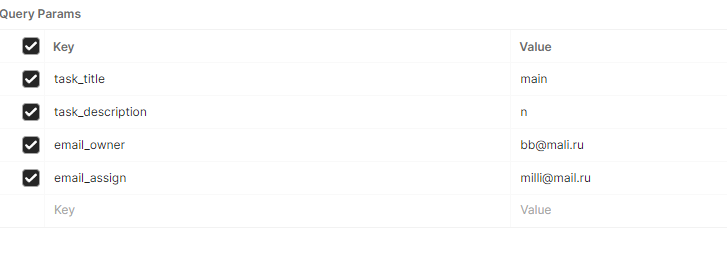 Query Params
Key Value
task_title main
task_description n
email_owner bb@mali.ru
email_assign milli@mail.ru
Key Value